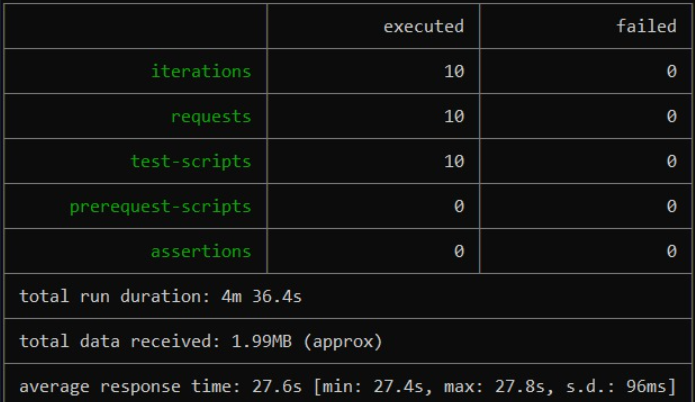 executed failed
iterations 10 0
requests 10 0
test-scripts 10 0
prerequest-scripts 0 0
assertions 0 0
total run duration: 4m 36.4s
total data received: 1.99MB (approx)
average response time: 27.6s [min: 27.4s, max: 27.8s, s.d.: 96ms]